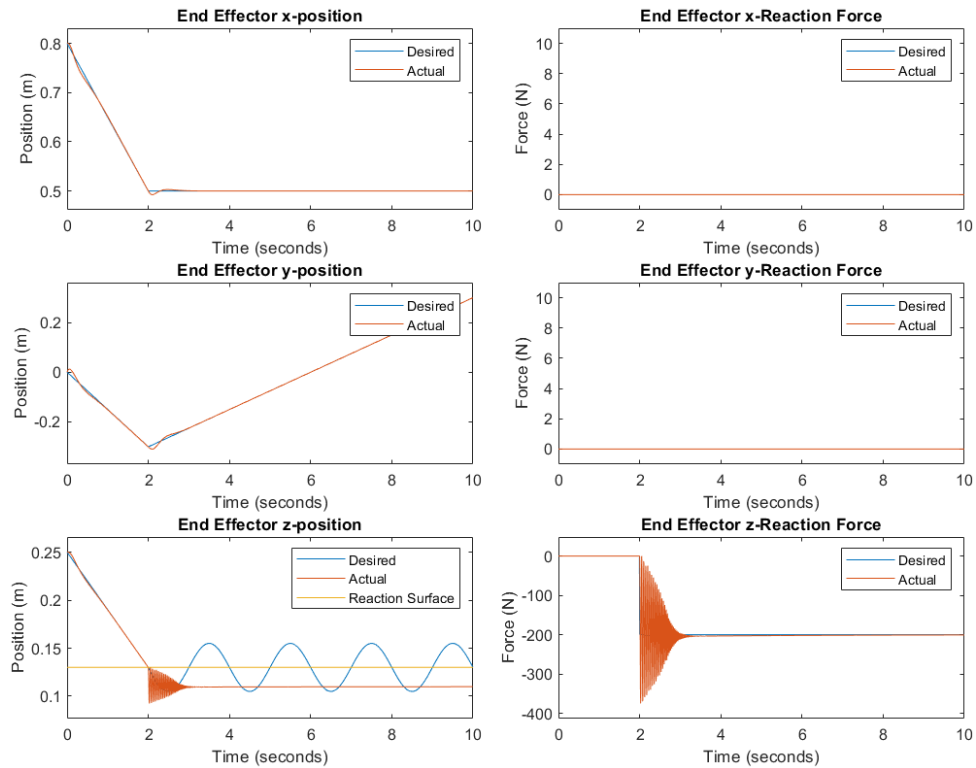 End Effector x-position
Position (m)
0.8
0.7
0.6
0.5
0 2 4 6 8 10
Time (seconds)
Desired
Actual
End Effector x-Reaction Force
Force (N)
10
8
6
4
2
0
0 2 4 6 8 10
Time (seconds)
Desired
Actual
End Effector y-position
Position (m)
0.2
0
-0.2
0 2 4 6 8 10
Time (seconds)
Desired
Actual
End Effector y-Reaction Force
Force (N)
10
8
6
4
2
0
0 2 4 6 8 10
Time (seconds)
Desired
Actual
End Effector z-position
Position (m)
0.25
0.2
0.15
0.1
0 2 4 6 8 10
Time (seconds)
Desired
Actual
Reaction Surface
End Effector z-Reaction Force
Force (N)
0
-100
-200
-300
-400
0 2 4 6 8 10
Time (seconds)
Desired
Actual